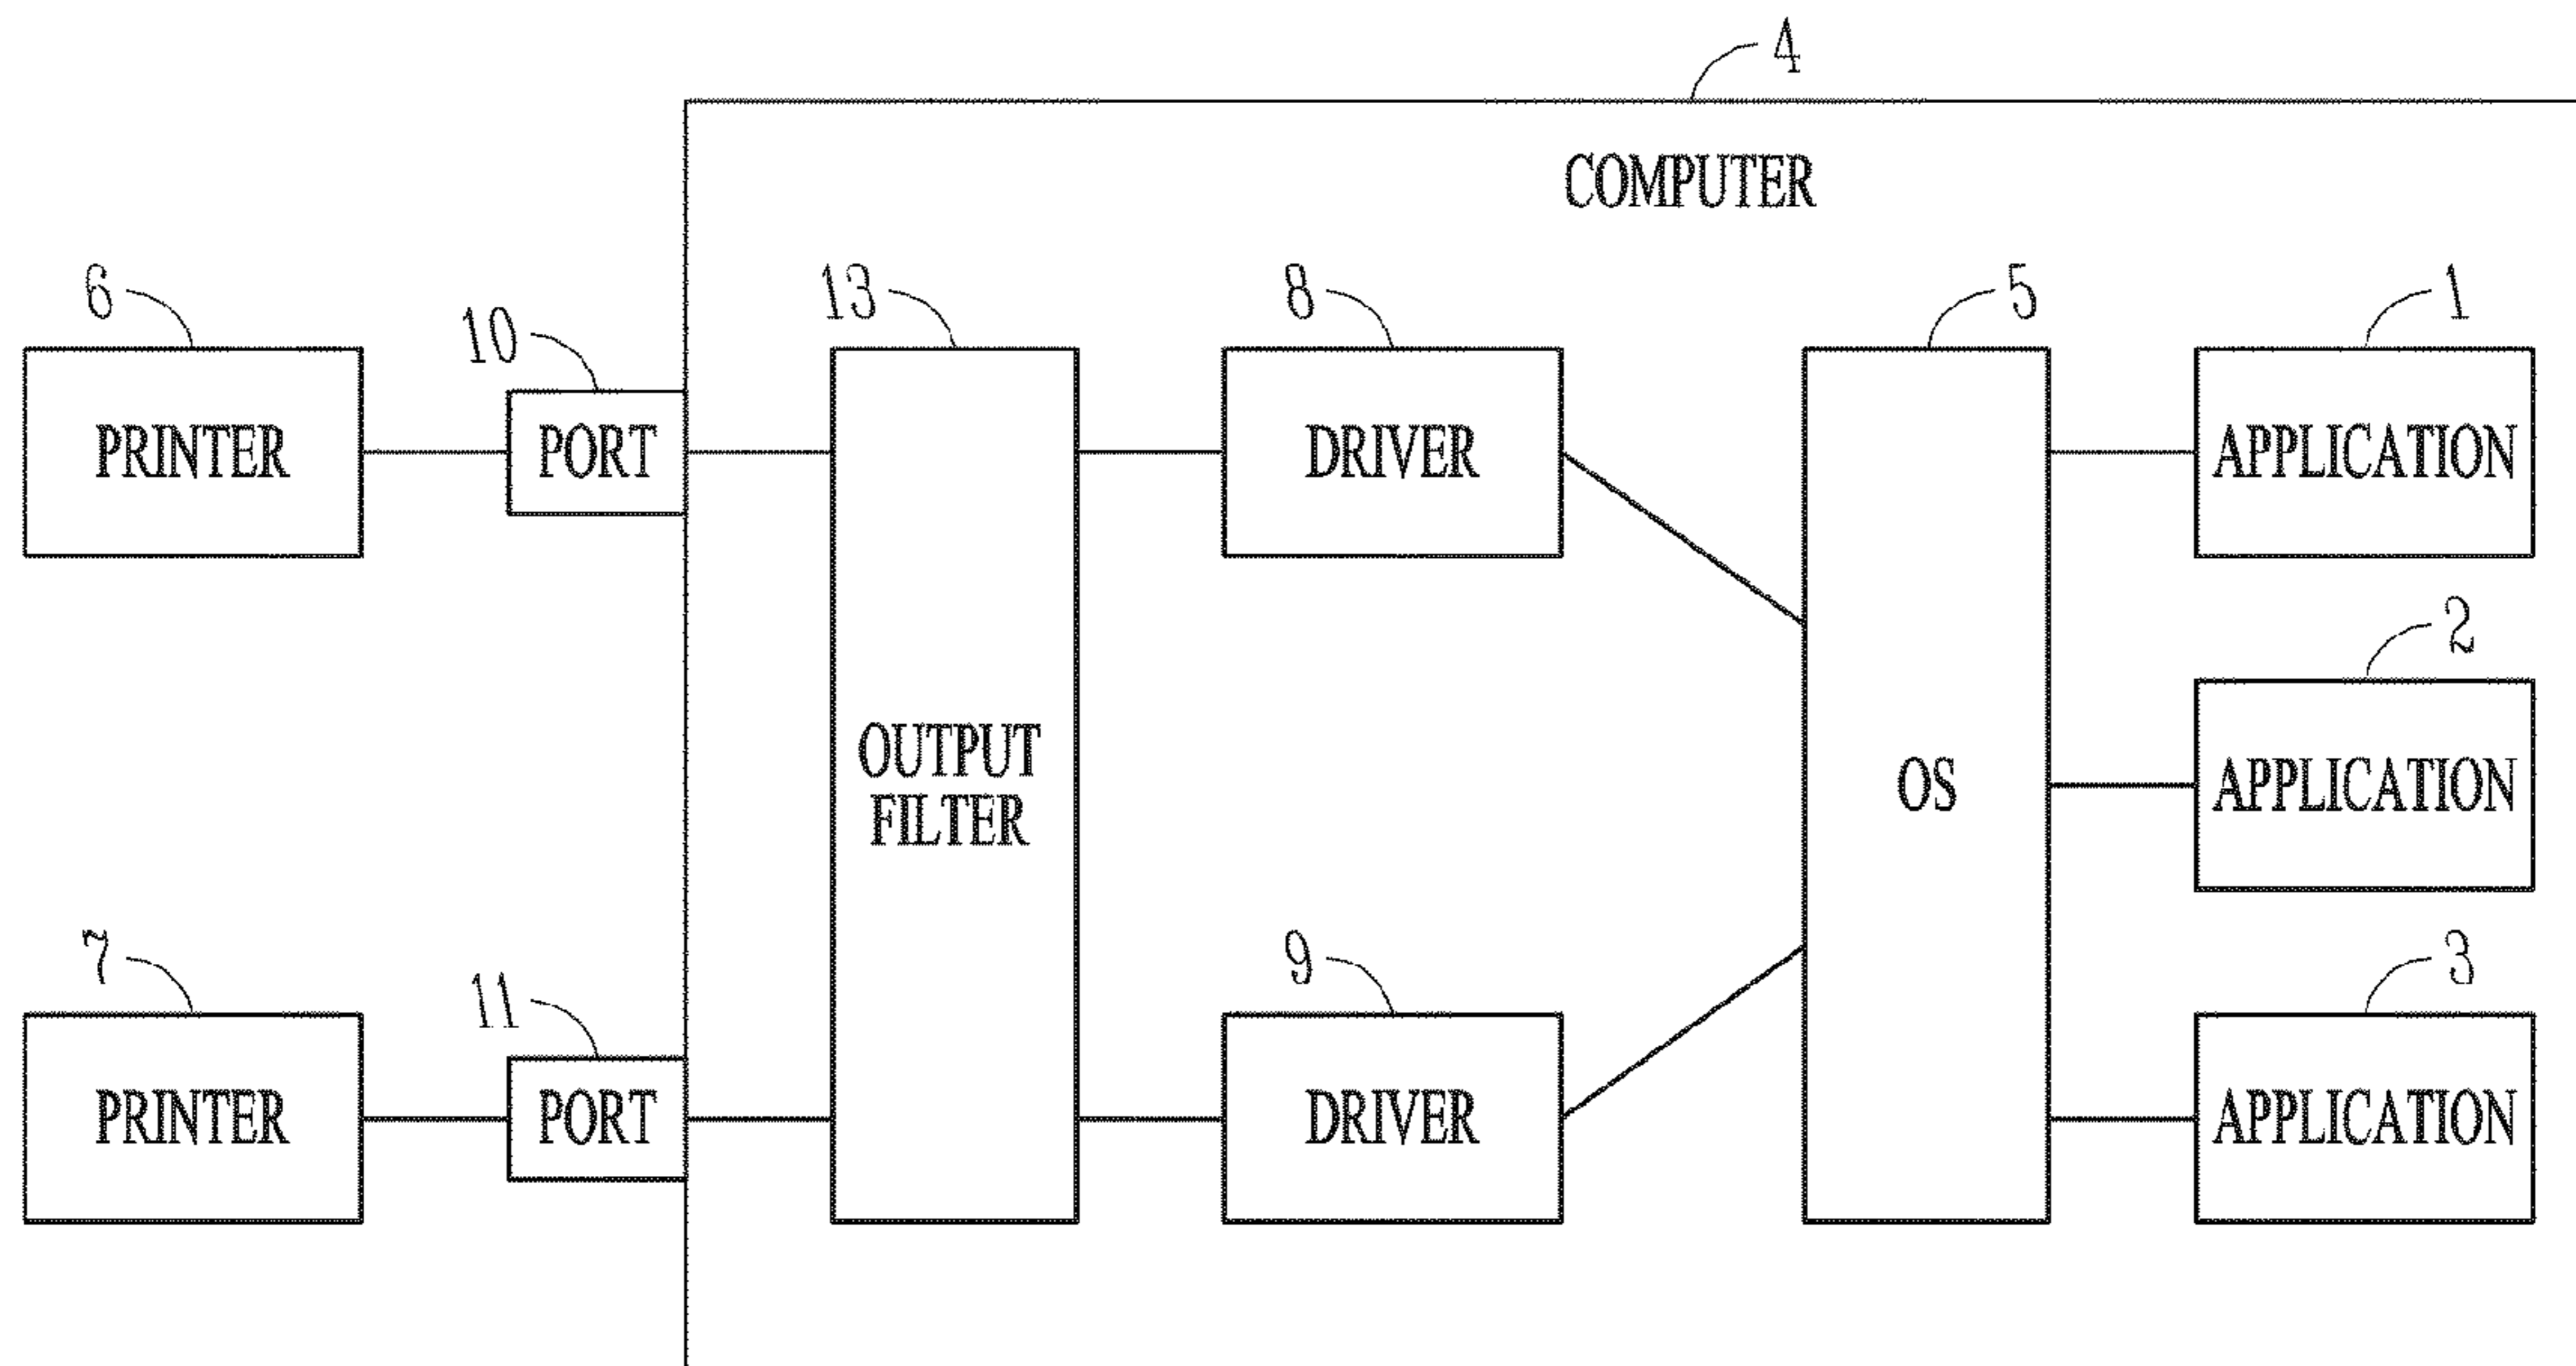 4
COMPUTER
6
10
13
8
5
1
PRINTER
PORT
DRIVER
APPLICATION
2
OUTPUT
FILTER
OS
APPLICATION
7
11
9
3
PRINTER
PORT
DRIVER
APPLICATION